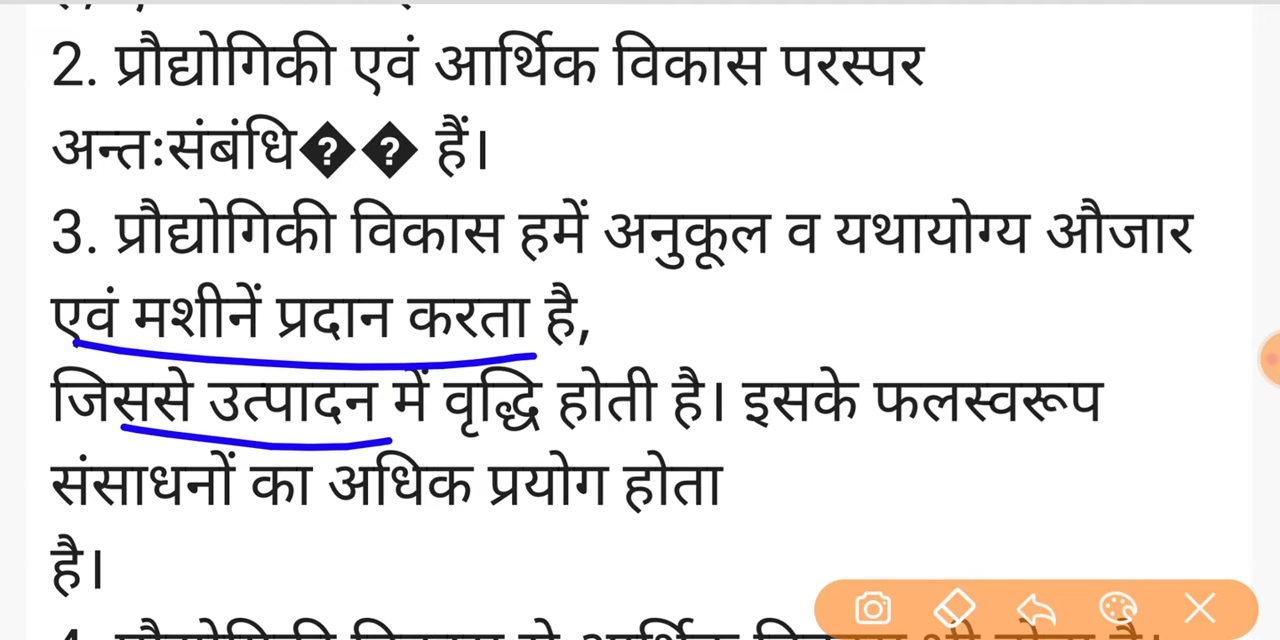 2. प्रौद्योगिकी एवं आर्थिक विकास परस्पर
अन्तःसंबंधि�� हैं।
3. प्रौद्योगिकी विकास हमें अनुकूल व यथायोग्य औजार
एवं मशीनें प्रदान करता है,
जिससे उत्पादन में वृद्धि होती है। इसके फलस्वरूप
संसाधनों का अधिक प्रयोग होता
है।